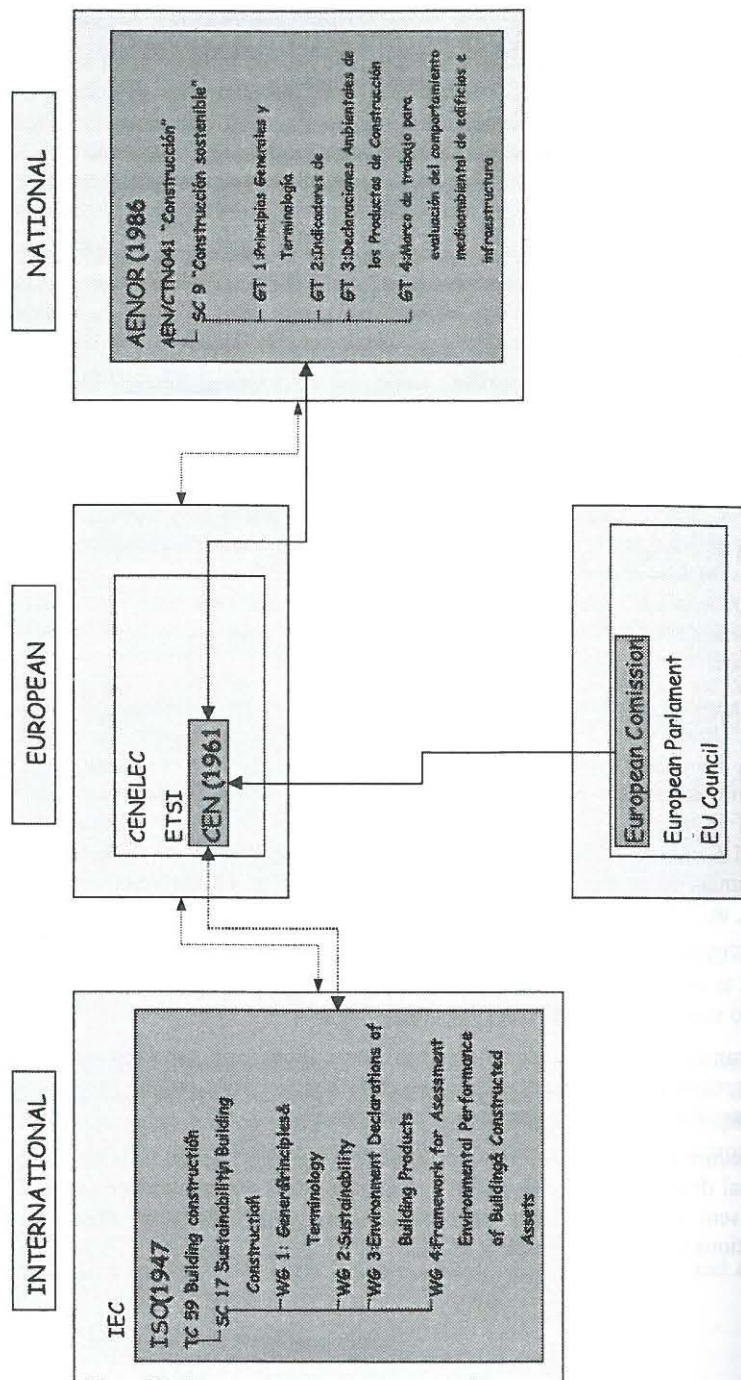 INTERNATIONAL
IEC
ISO(1947
TC 59 Building construction
SC 17 Sustainability in Building
Construction
WG 1: General Principles&
Terminology
WG 2:Sustainability
WG 3:Environment Declarations of
Building Products
WG 4:Framework for Asessment
Environmental Performance
of Building& Constructed
Assets
EUROPEAN
CENELEC
ETSI
CEN (1961
European Comission
European Parlament
EU Council
NATIONAL
AENOR (1986
AEN/CTN041 "Construcción"
SC 9 "Construcción sostenible"
GT 1:Principios Generales y
Terminología
GT 2:Indicadores de
GT 3:Declaraciones Ambientales de
los Productos de Construcción
GT 4:Marco de trabajo para
evaluación del comportamiento
medioambiental de edificios e
infraestructura